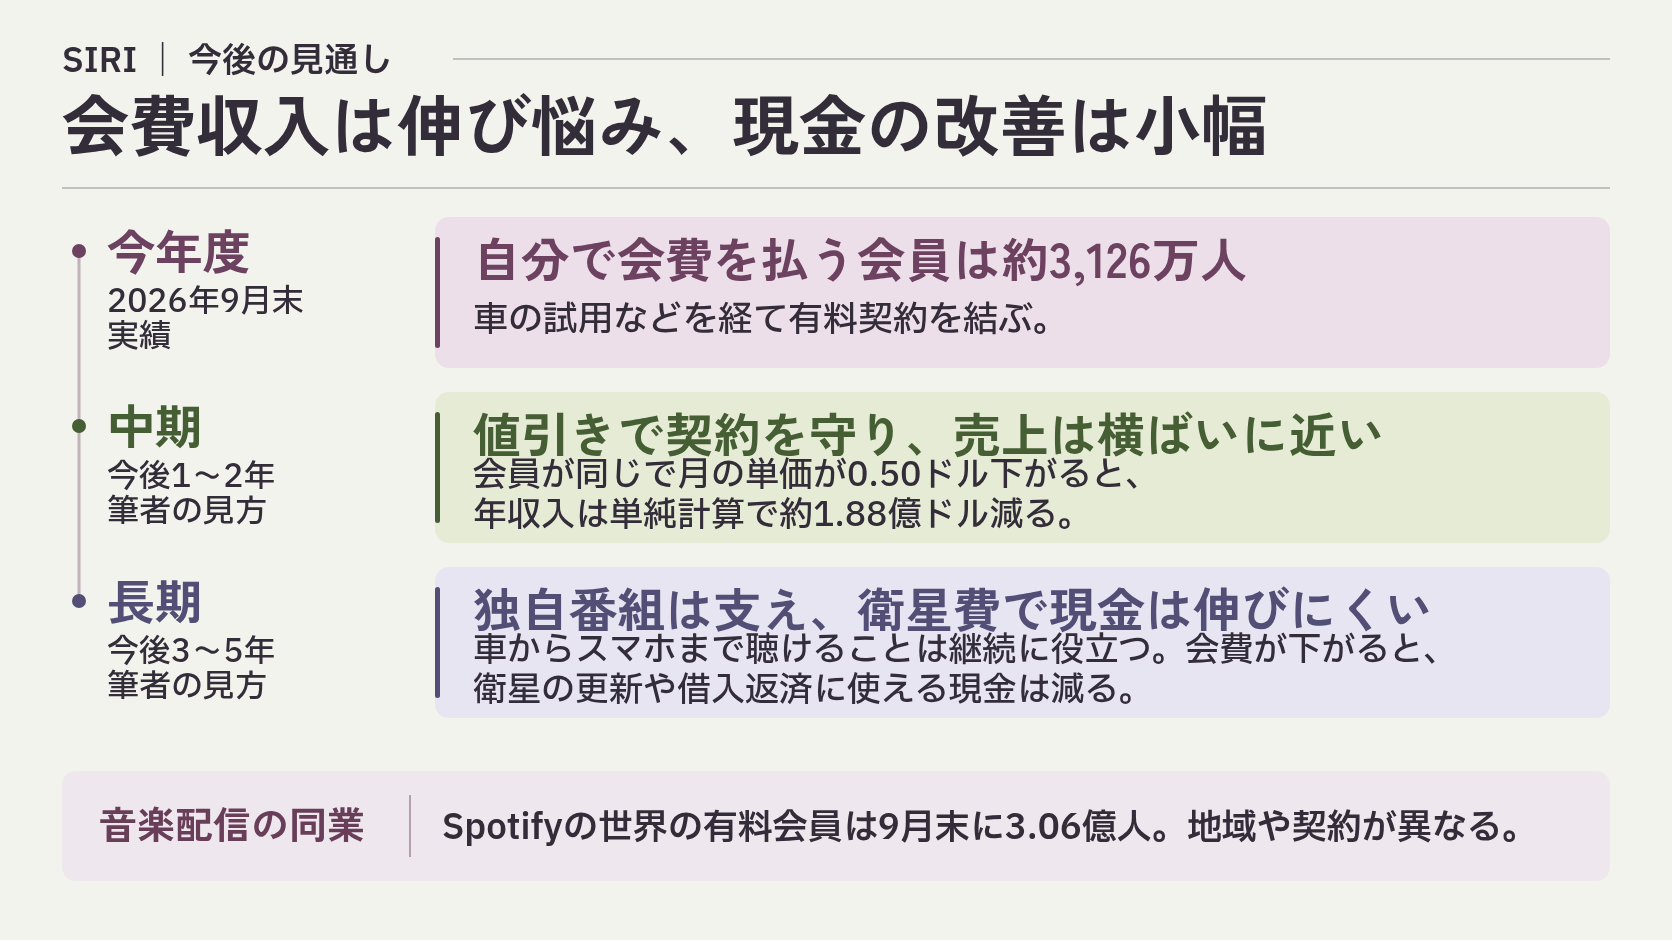 SIRI | 今後の見通し
会費収入は伸び悩み、現金の改善は小幅
今年度
2026年9月末
実績
自分で会費を払う会員は約3,126万人
車の試用などを経て有料契約を結ぶ。
中期
今後1〜2年
筆者の見方
値引きで契約を守り、売上は横ばいに近い
会員が同じで月の単価が0.50ドル下がると、
年収入は単純計算で約1.88億ドル減る。
長期
今後3〜5年
筆者の見方
独自番組は支え、衛星費で現金は伸びにくい
車からスマホまで聴けることは継続に役立つ。会費が下がると、
衛星の更新や借入返済に使える現金は減る。
音楽配信の同業
Spotifyの世界の有料会員は9月末に3.06億人。地域や契約が異なる。